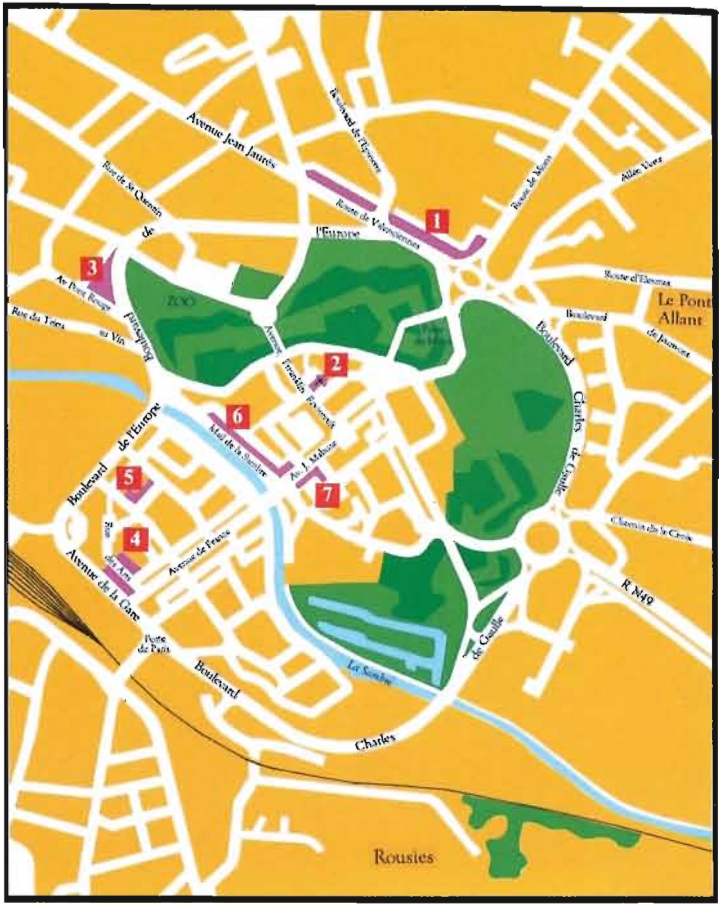 Avenue Jean Jaurès
Boulevard de l'Epinette
Route de Mons
Allée Verte
Rue de St Quentin
Route de Valenciennes
1
de
l'Europe
3
Route d'Elesmes
Le Pont
Allant
Av Pont Rouge
ZOO
Boulevard
de Jeumont
Rue du Tiers
au Vin
Boulevard
Avenue Franklin Roosevelt
2
Boulevard
Charles
de Gaulle
6
Mail de la Sambre
Av. J. Mabuse
7
Boulevard
de l'Europe
5
4
Rue
des Arts
Avenue de France
Chemin de la Croix
R N49
Avenue de la Gare
Porte
de Paris
La Sambre
de Gaulle
Boulevard
Charles
Rousies